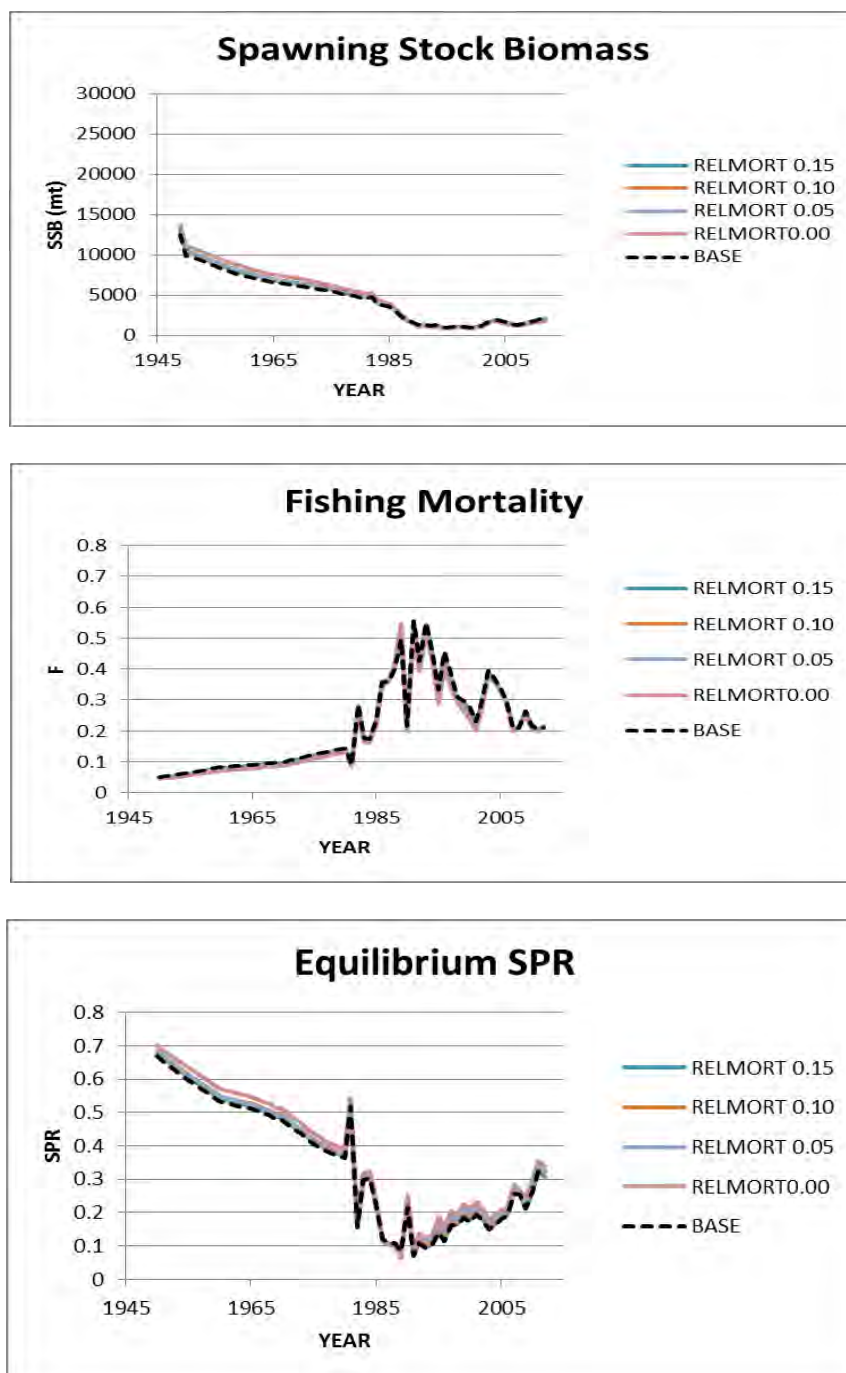 Spawning Stock Biomass
30000
25000
20000
15000
10000
5000
0
SSB (mt)
1945 1965 1985 2005
YEAR
RELMORT 0.15
RELMORT 0.10
RELMORT 0.05
RELMORT0.00
BASE
Fishing Mortality
0.8
0.7
0.6
0.5
0.4
0.3
0.2
0.1
0
F
1945 1965 1985 2005
YEAR
RELMORT 0.15
RELMORT 0.10
RELMORT 0.05
RELMORT0.00
BASE
Equilibrium SPR
0.8
0.7
0.6
0.5
0.4
0.3
0.2
0.1
0
SPR
1945 1965 1985 2005
YEAR
RELMORT 0.15
RELMORT 0.10
RELMORT 0.05
RELMORT0.00
BASE